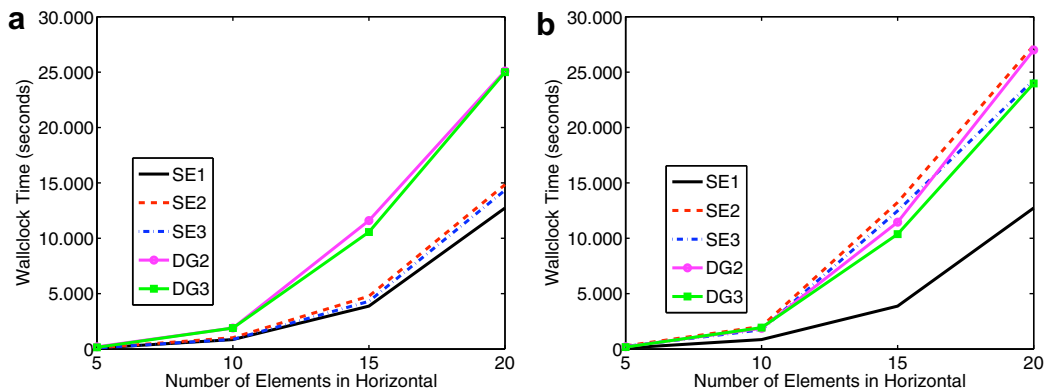 a
30.000
25.000
20.000
15.000
10.000
5.000
0
Wallclock Time (seconds)
SE1
SE2
SE3
DG2
DG3
5
10
15
20
Number of Elements in Horizontal
b
30.000
25.000
20.000
15.000
10.000
5.000
0
Wallclock Time (seconds)
SE1
SE2
SE3
DG2
DG3
5
10
15
20
Number of Elements in Horizontal